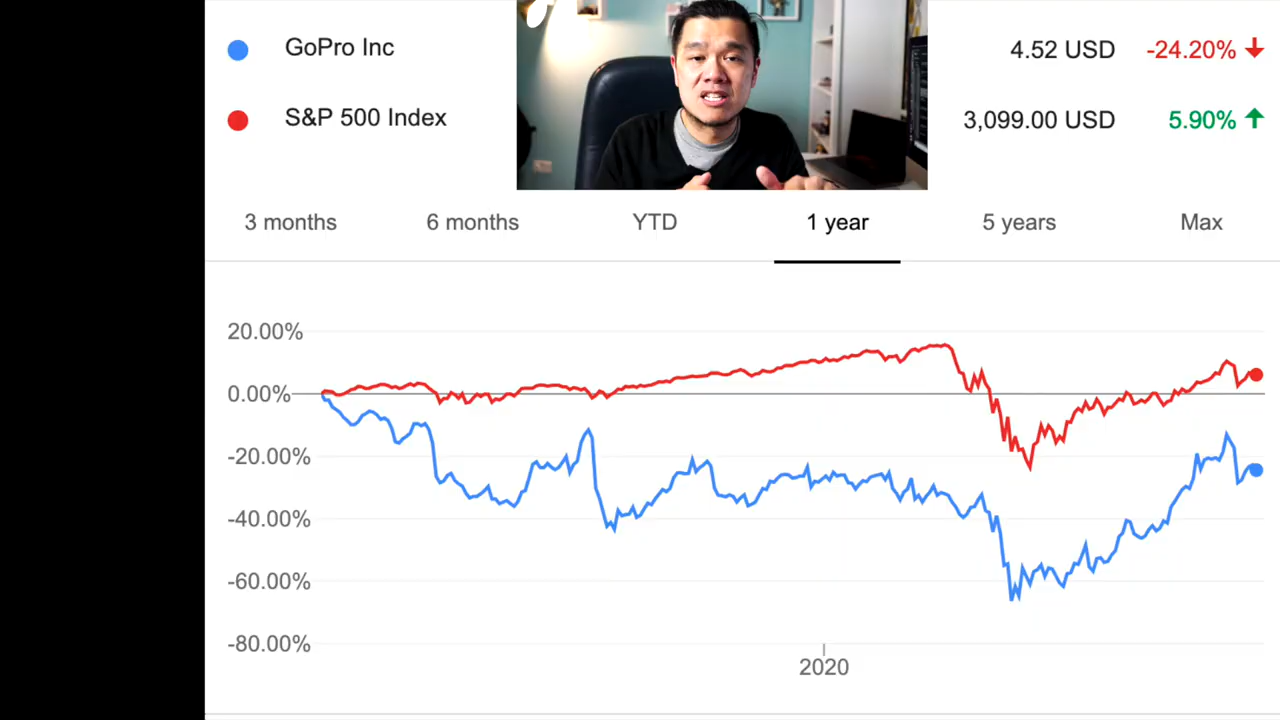 GoPro Inc 4.52 USD -24.20%
S&P 500 Index 3,099.00 USD 5.90%
3 months 6 months YTD 1 year 5 years Max
20.00%
0.00%
-20.00%
-40.00%
-60.00%
-80.00%
2020